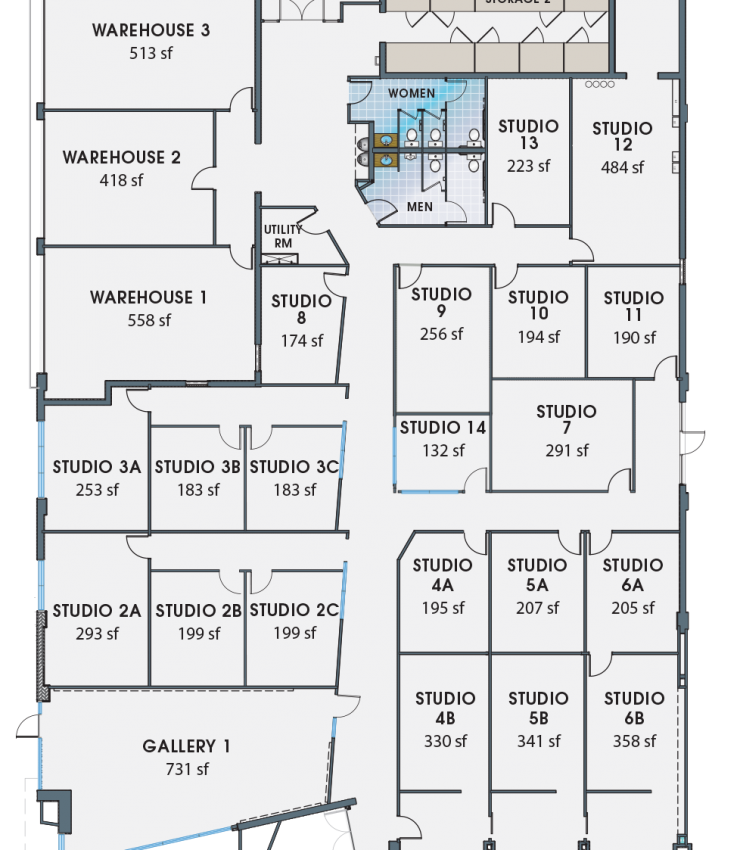 STORAGE 2
WAREHOUSE 3
513 sf
WOMEN
STUDIO
13
223 sf
STUDIO
12
484 sf
WAREHOUSE 2
418 sf
MEN
UTILITY
RM
WAREHOUSE 1
558 sf
STUDIO
8
174 sf
STUDIO
9
256 sf
STUDIO
10
194 sf
STUDIO
11
190 sf
STUDIO 14
132 sf
STUDIO
7
291 sf
STUDIO 3A
253 sf
STUDIO 3B
183 sf
STUDIO 3C
183 sf
STUDIO
4A
195 sf
STUDIO
5A
207 sf
STUDIO
6A
205 sf
STUDIO 2A
293 sf
STUDIO 2B
199 sf
STUDIO 2C
199 sf
STUDIO
4B
330 sf
STUDIO
5B
341 sf
STUDIO
6B
358 sf
GALLERY 1
731 sf